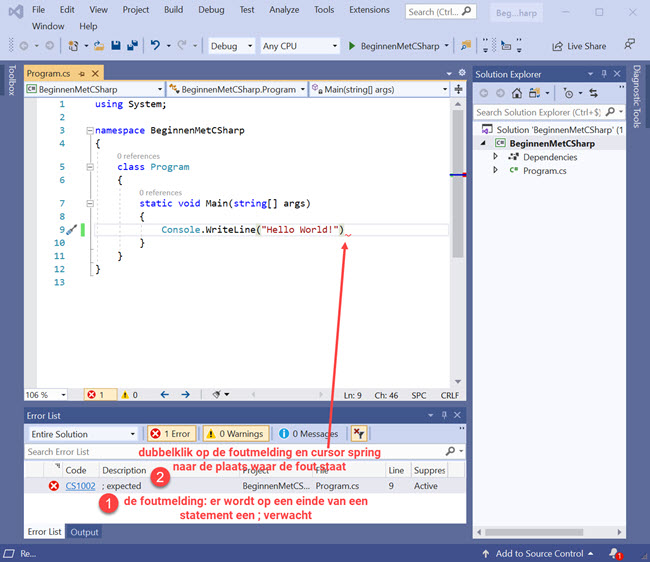 File Edit View Project Build Debug Test Analyze Tools Extensions Search (Ctrl... Beg...harp
Window Help
Debug Any CPU BeginnenMetCSharp Live Share
Toolbox
Program.cs
BeginnenMetCSharp BeginnenMetCSharp.Program Main(string[] args)
1 using System;
2
3 namespace BeginnenMetCSharp
4 {
0 references
5 class Program
6 {
0 references
7 static void Main(string[] args)
8 {
9 Console.WriteLine("Hello World!")
10 }
11 }
12 }
13
106 % 1 0 Ln: 9 Ch: 46 SPC CRLF
Solution Explorer
Search Solution Explorer (Ctrl+$)
Solution 'BeginnenMetCSharp' (1
BeginnenMetCSharp
Dependencies
Program.cs
Diagnostic Tools
Error List
Entire Solution 1 Error 0 Warnings 0 Messages
dubbelklik op de foutmelding en cursor spring
naar de plaats waar de fout staat
Search Error List
Code Description Project File Line Suppres
2
CS1002 ; expected BeginnenMetCS... Program.cs 9 Active
1 de foutmelding: er wordt op een einde van een
statement een ; verwacht
Error List Output
Re... Add to Source Control 1